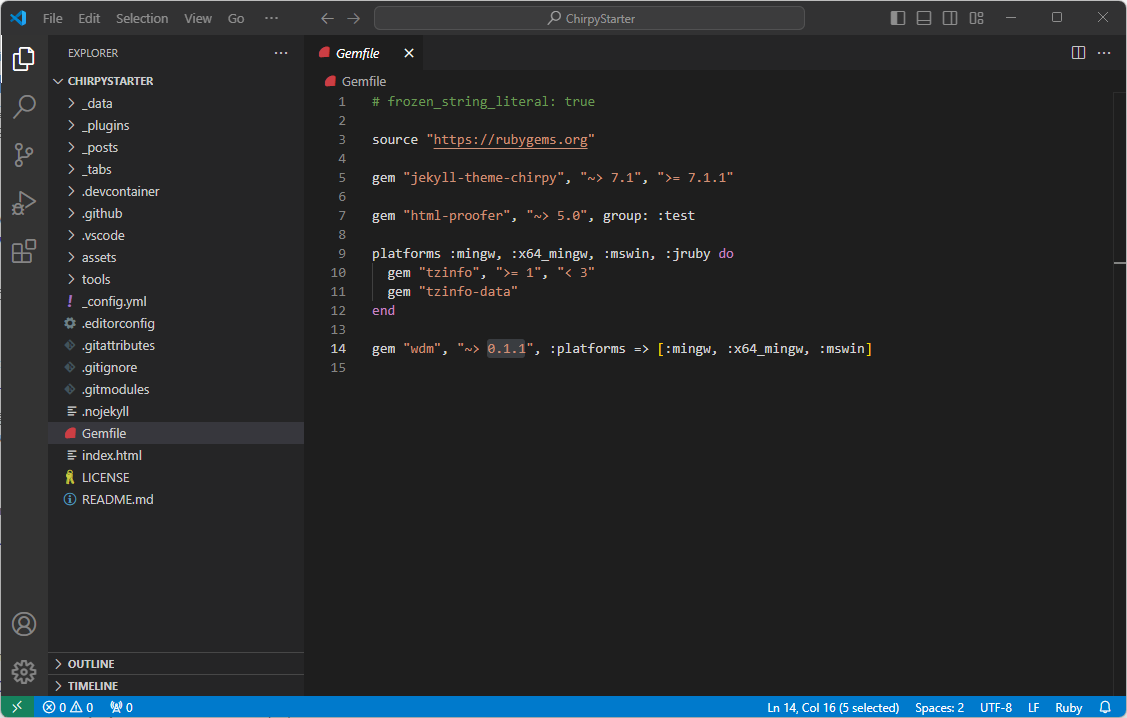 File Edit Selection View Go ··· ChirpyStarter
EXPLORER ···
CHIRPYSTARTER
_data
_plugins
_posts
_tabs
.devcontainer
.github
.vscode
assets
tools
! _config.yml
.editorconfig
.gitattributes
.gitignore
.gitmodules
.nojekyll
Gemfile
index.html
LICENSE
README.md
OUTLINE
TIMELINE
Gemfile
Gemfile
1 # frozen_string_literal: true
2
3 source "https://rubygems.org"
4
5 gem "jekyll-theme-chirpy", "~> 7.1", ">= 7.1.1"
6
7 gem "html-proofer", "~> 5.0", group: :test
8
9 platforms :mingw, :x64_mingw, :mswin, :jruby do
10 gem "tzinfo", ">= 1", "< 3"
11 gem "tzinfo-data"
12 end
13
14 gem "wdm", "~> 0.1.1", :platforms => [:mingw, :x64_mingw, :mswin]
15
0 0 0 Ln 14, Col 16 (5 selected) Spaces: 2 UTF-8 LF Ruby